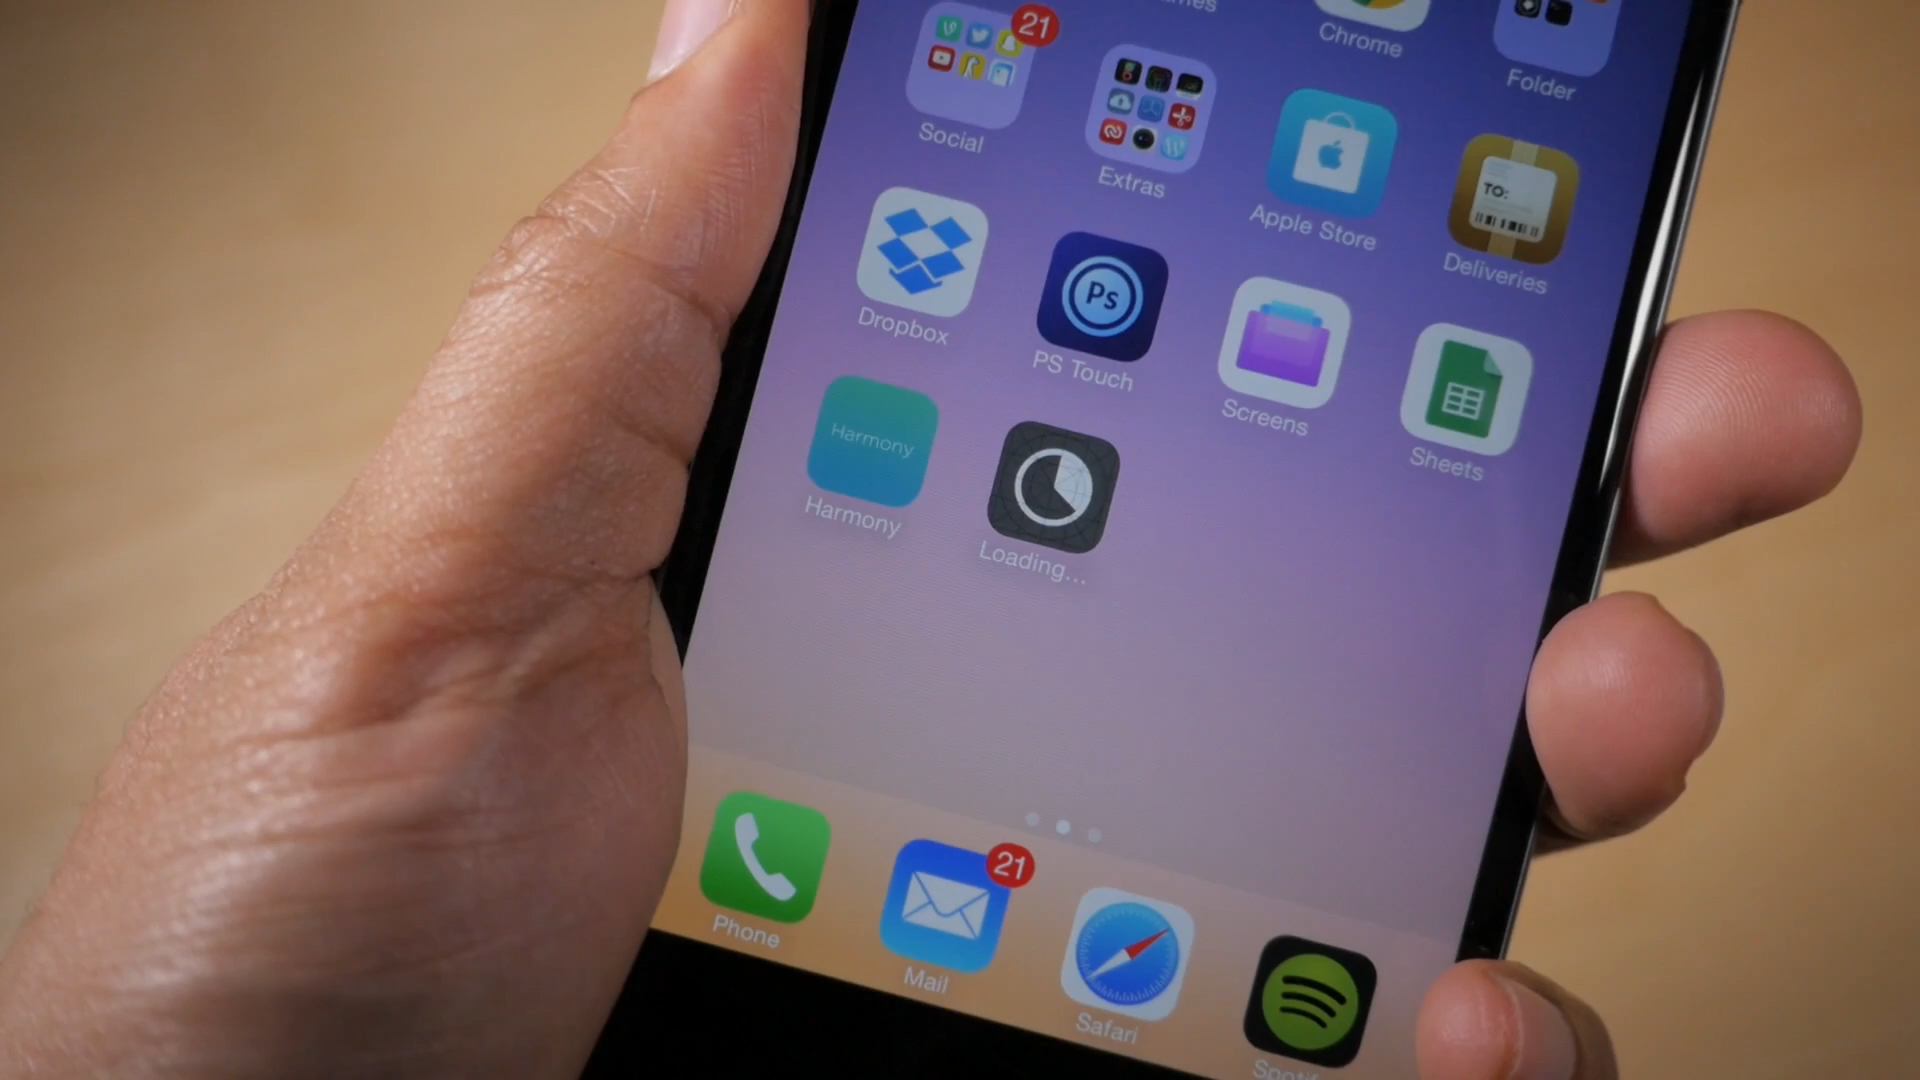 Chrome
Folder
21
Social
Extras
Apple Store
TO:
Deliveries
Dropbox
Ps
PS Touch
Screens
Sheets
Harmony
Harmony
Loading...
Phone
21
Mail
Safari